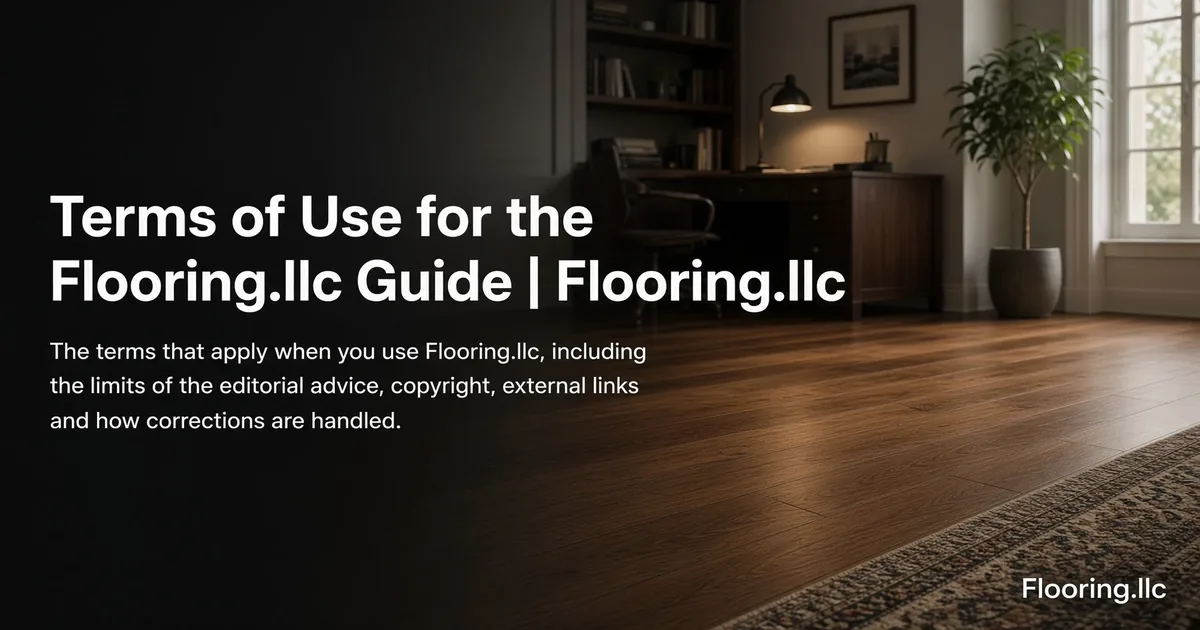 Terms of Use for the
Flooring.llc Guide | Flooring.llc
The terms that apply when you use Flooring.llc, including
the limits of the editorial advice, copyright, external links
and how corrections are handled.
Flooring.llc